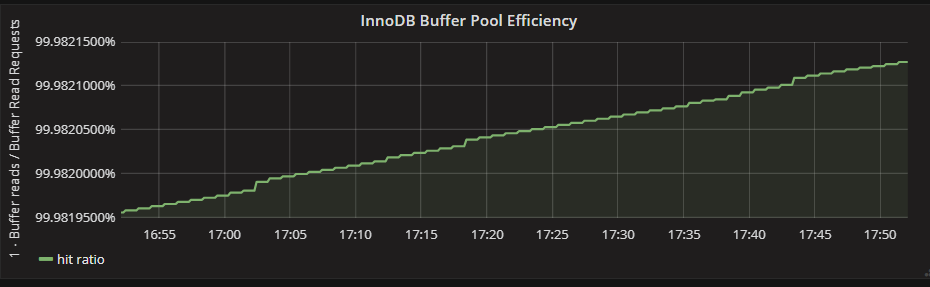 InnoDB Buffer Pool Efficiency
1 - Buffer reads / Buffer Read Requests
99.9821500%
99.9821000%
99.9820500%
99.9820000%
99.9819500%
16:55 17:00 17:05 17:10 17:15 17:20 17:25 17:30 17:35 17:40 17:45 17:50
hit ratio